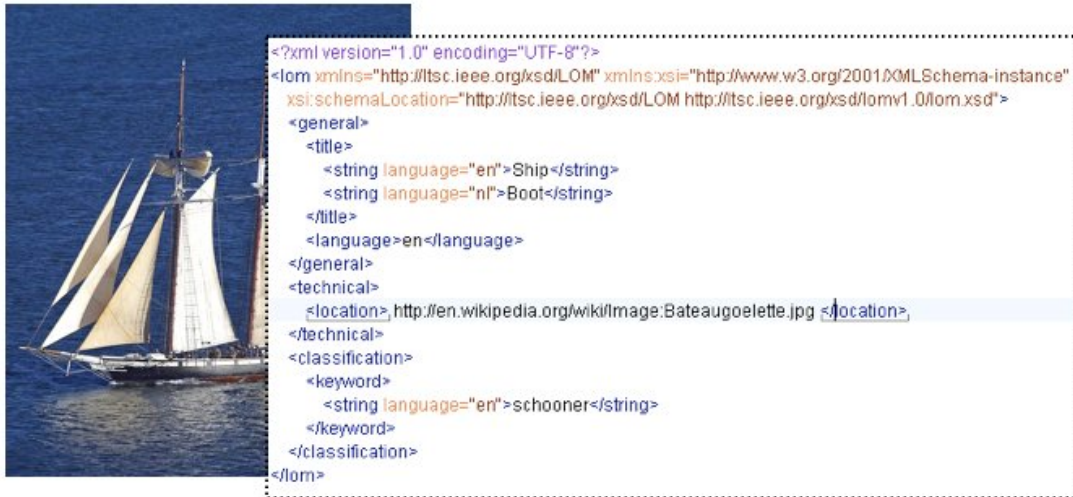 <?xml version="1.0" encoding="UTF-8"?>
<lom xmlns="http://ltsc.ieee.org/xsd/LOM" xmlns:xsi="http://www.w3.org/2001/XMLSchema-instance"
xsi:schemaLocation="http://ltsc.ieee.org/xsd/LOM http://ltsc.ieee.org/xsd/lomv1.0/lom.xsd">
<general>
<title>
<string language="en">Ship</string>
<string language="nl">Boot</string>
</title>
<language>en</language>
</general>
<technical>
<location> http://en.wikipedia.org/wiki/Image:Bateaugoelette.jpg </location>
</technical>
<classification>
<keyword>
<string language="en">schooner</string>
</keyword>
</classification>
</lom>